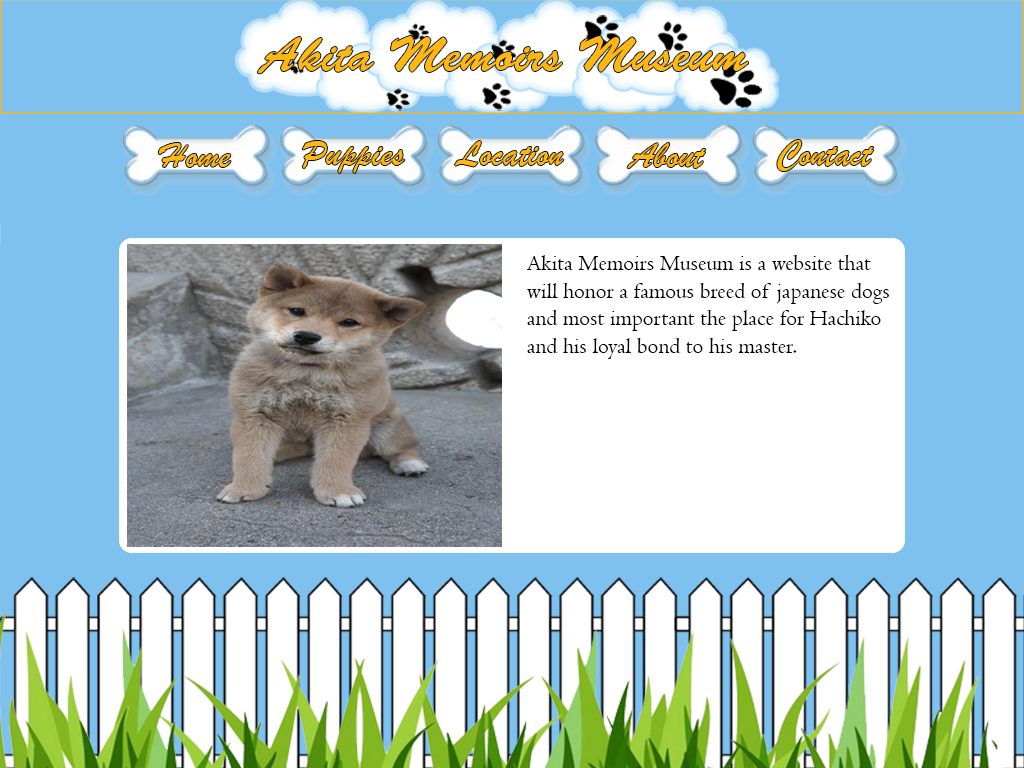 Akita Memoirs Museum
Home Puppies Location About Contact
Akita Memoirs Museum is a website that
will honor a famous breed of japanese dogs
and most important the place for Hachiko
and his loyal bond to his master.